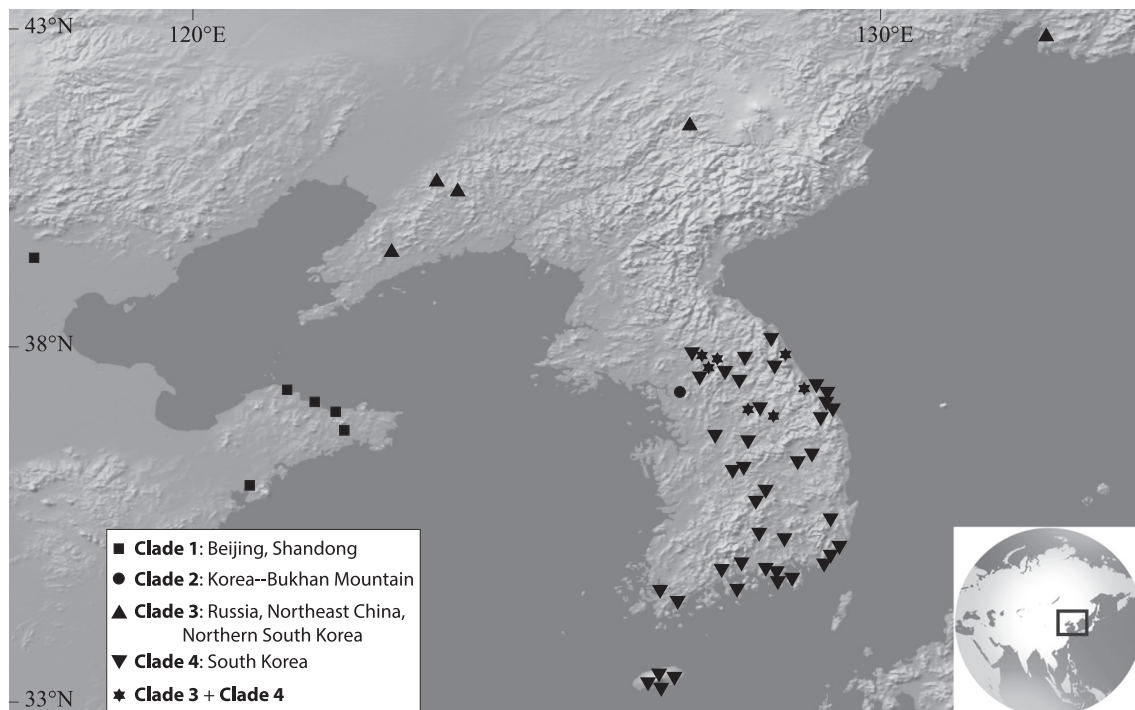 43°N
120°E
130°E
38°N
33°N
Clade 1: Beijing, Shandong
Clade 2: Korea--Bukhan Mountain
Clade 3: Russia, Northeast China,
Northern South Korea
Clade 4: South Korea
Clade 3 + Clade 4